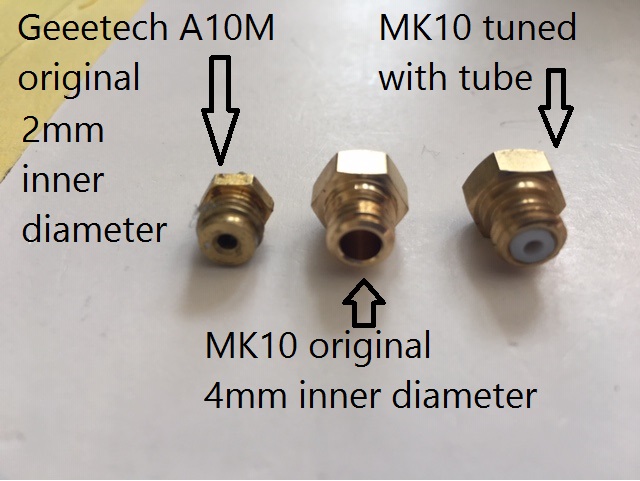 Geeetech A10M
original
2mm
inner
diameter
MK10 tuned
with tube
MK10 original
4mm inner diameter